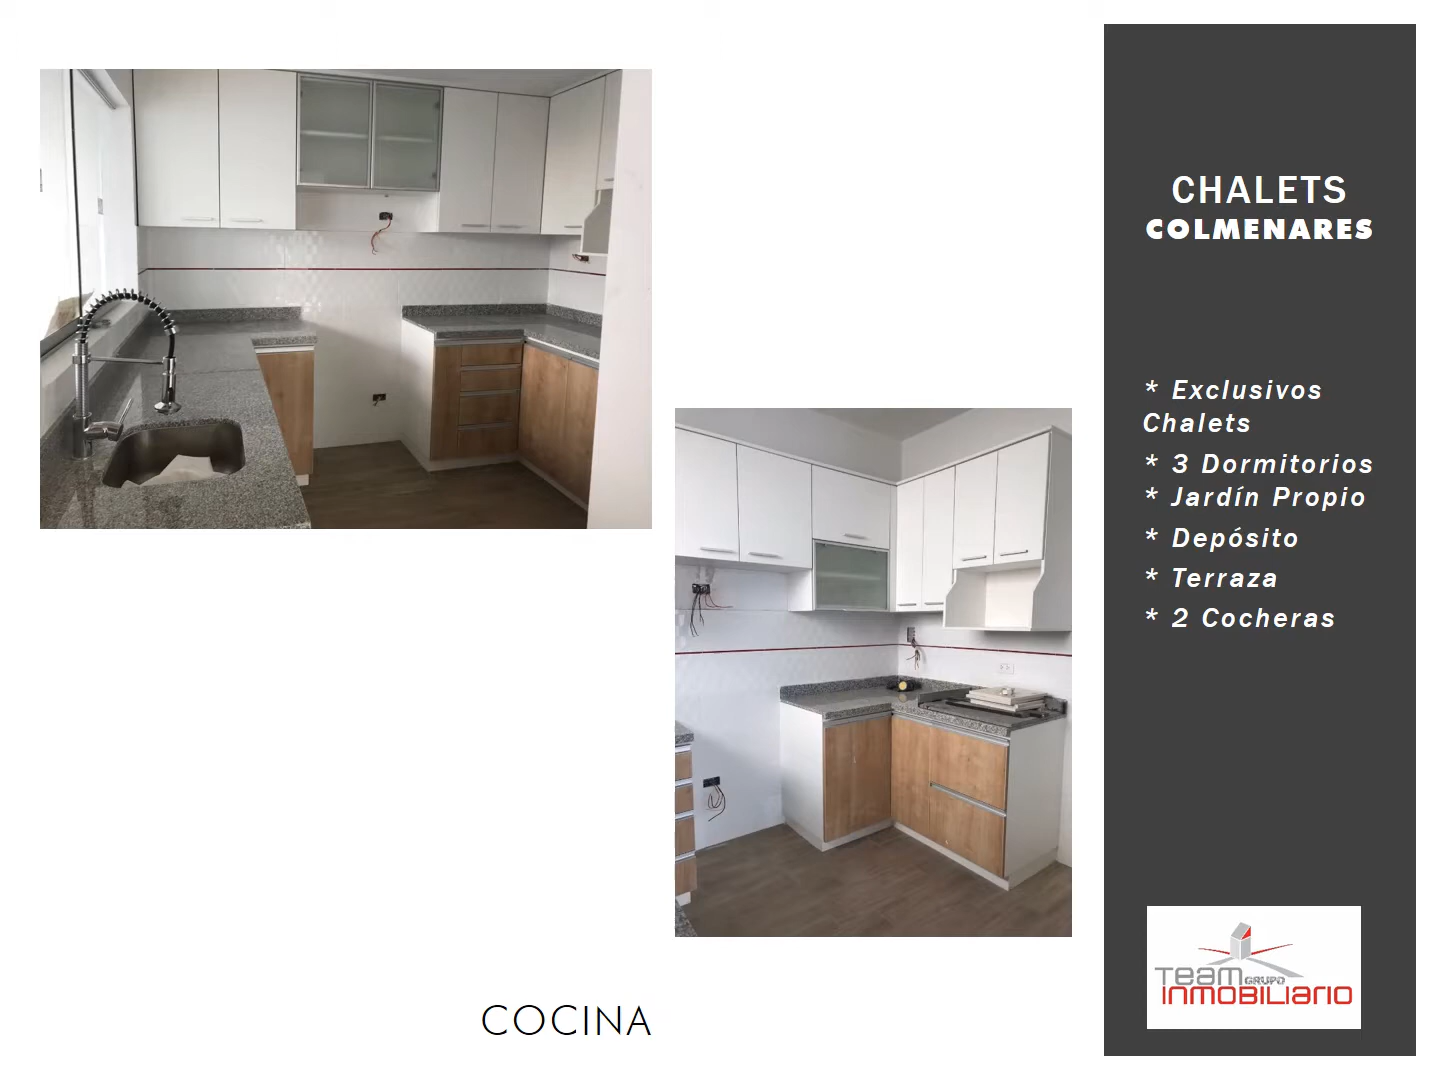 CHALETS
COLMENARES
* Exclusivos
Chalets
* 3 Dormitorios
* Jardín Propio
* Depósito
* Terraza
* 2 Cocheras
TEAM GRUPO
INMOBILIARIO
COCINA